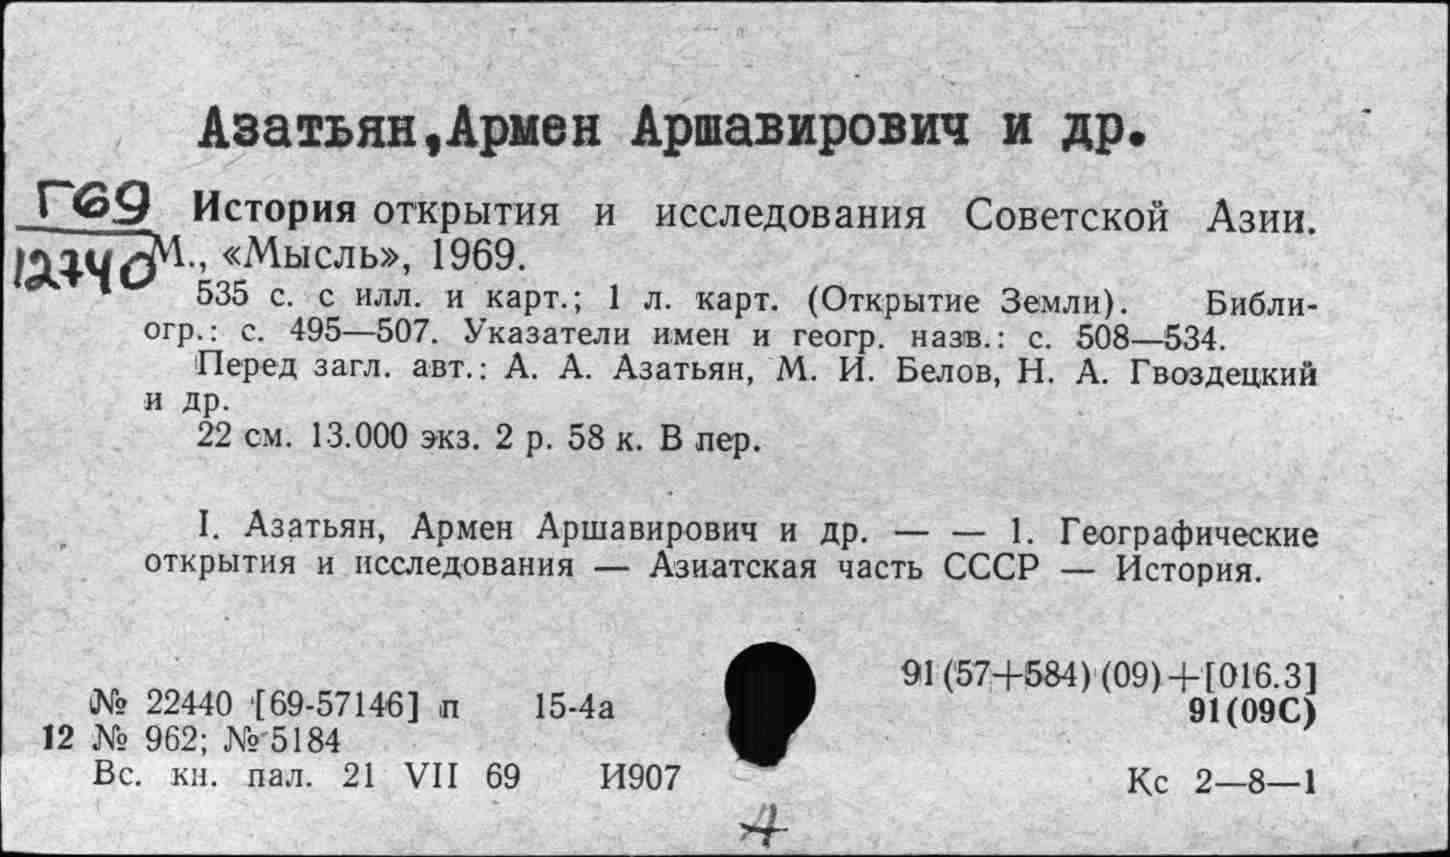 Азатьян,Армен Аршавирович и др.
Г69
12740
История открытия и исследования Советской Азии.
М., «Мысль», 1969.
535 с. с илл. и карт.; 1 л. карт. (Открытие Земли). Библи-
огр.: с. 495—507. Указатели имен и геогр. назв.: с. 508—534.
Перед загл. авт.: А. А. Азатьян, М. И. Белов, Н. А. Гвоздецкий
и др.
22 см. 13.000 экз. 2 р. 58 к. В пер.
I. Азатьян, Армен Аршавирович и др. — — 1. Географические
открытия и исследования — Азиатская часть СССР — История.
91(57+584)(09)+[016.3]
№ 22440 [69-57146] п 15-4а 91(09С)
12 № 962; № 5184
Вс. кн. пал. 21 VII 69 И907 Кс 2—8—1